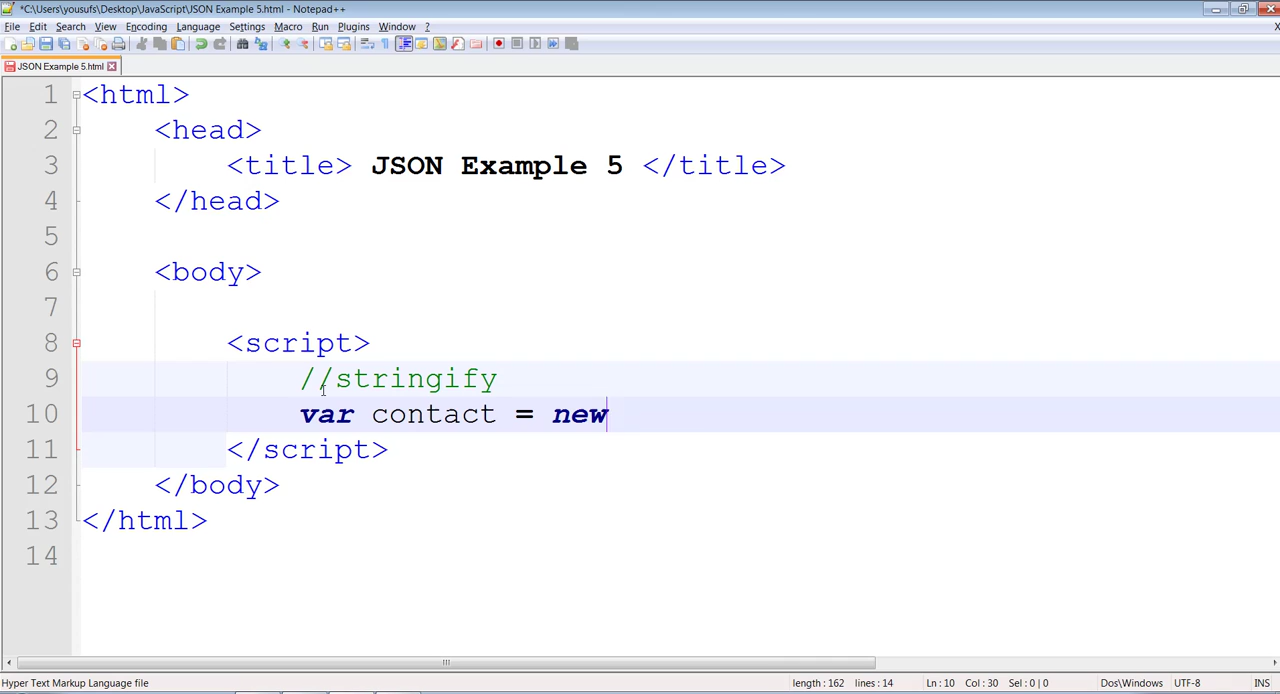 *C:\Users\yousufs\Desktop\JavaScript\JSON Example 5.html - Notepad++
File Edit Search View Encoding Language Settings Macro Run Plugins Window ? X
JSON Example 5.html
1 <html>
2 <head>
3 <title> JSON Example 5 </title>
4 </head>
5
6 <body>
7
8 <script>
9 //stringify
10 var contact = new
11 </script>
12 </body>
13 </html>
14
Hyper Text Markup Language file length : 162 lines : 14 Ln : 10 Col : 30 Sel : 0 | 0 Dos\Windows UTF-8 INS